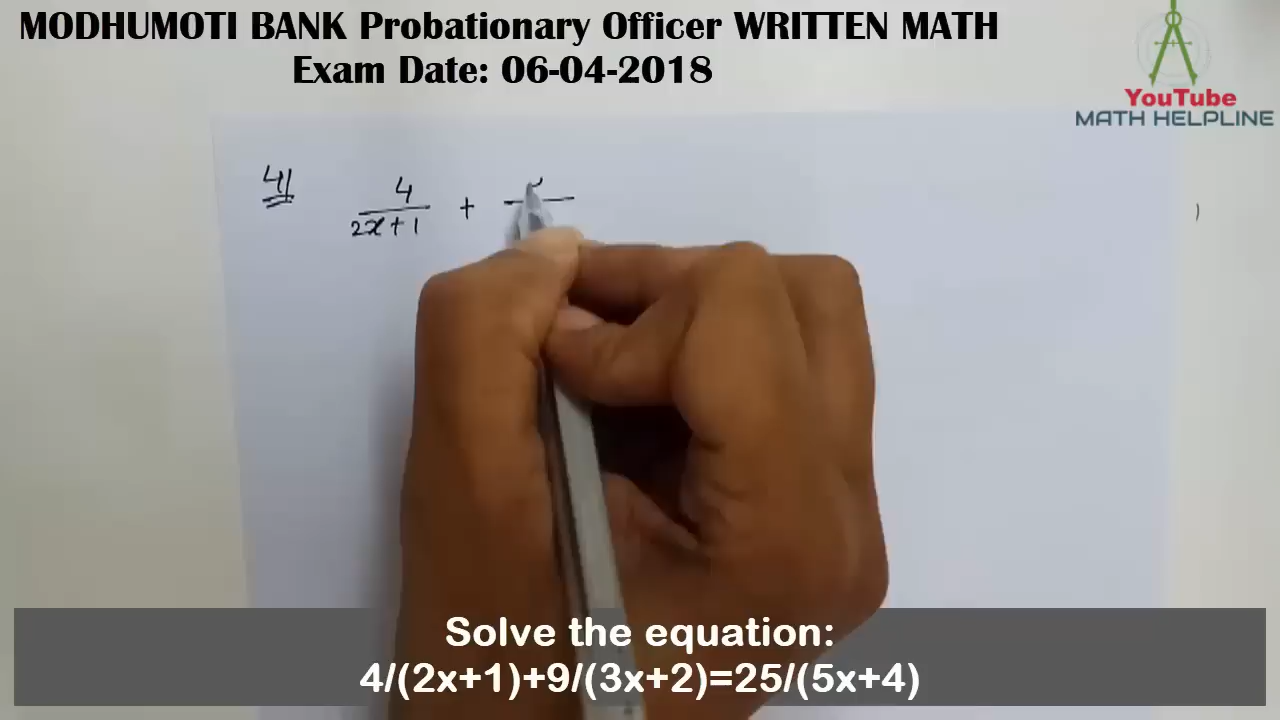 MODHUMOTI BANK Probationary Officer WRITTEN MATH
Exam Date: 06-04-2018
YouTube
MATH HELPLINE
4|
4
2x+1
+
Solve the equation:
4/(2x+1)+9/(3x+2)=25/(5x+4)